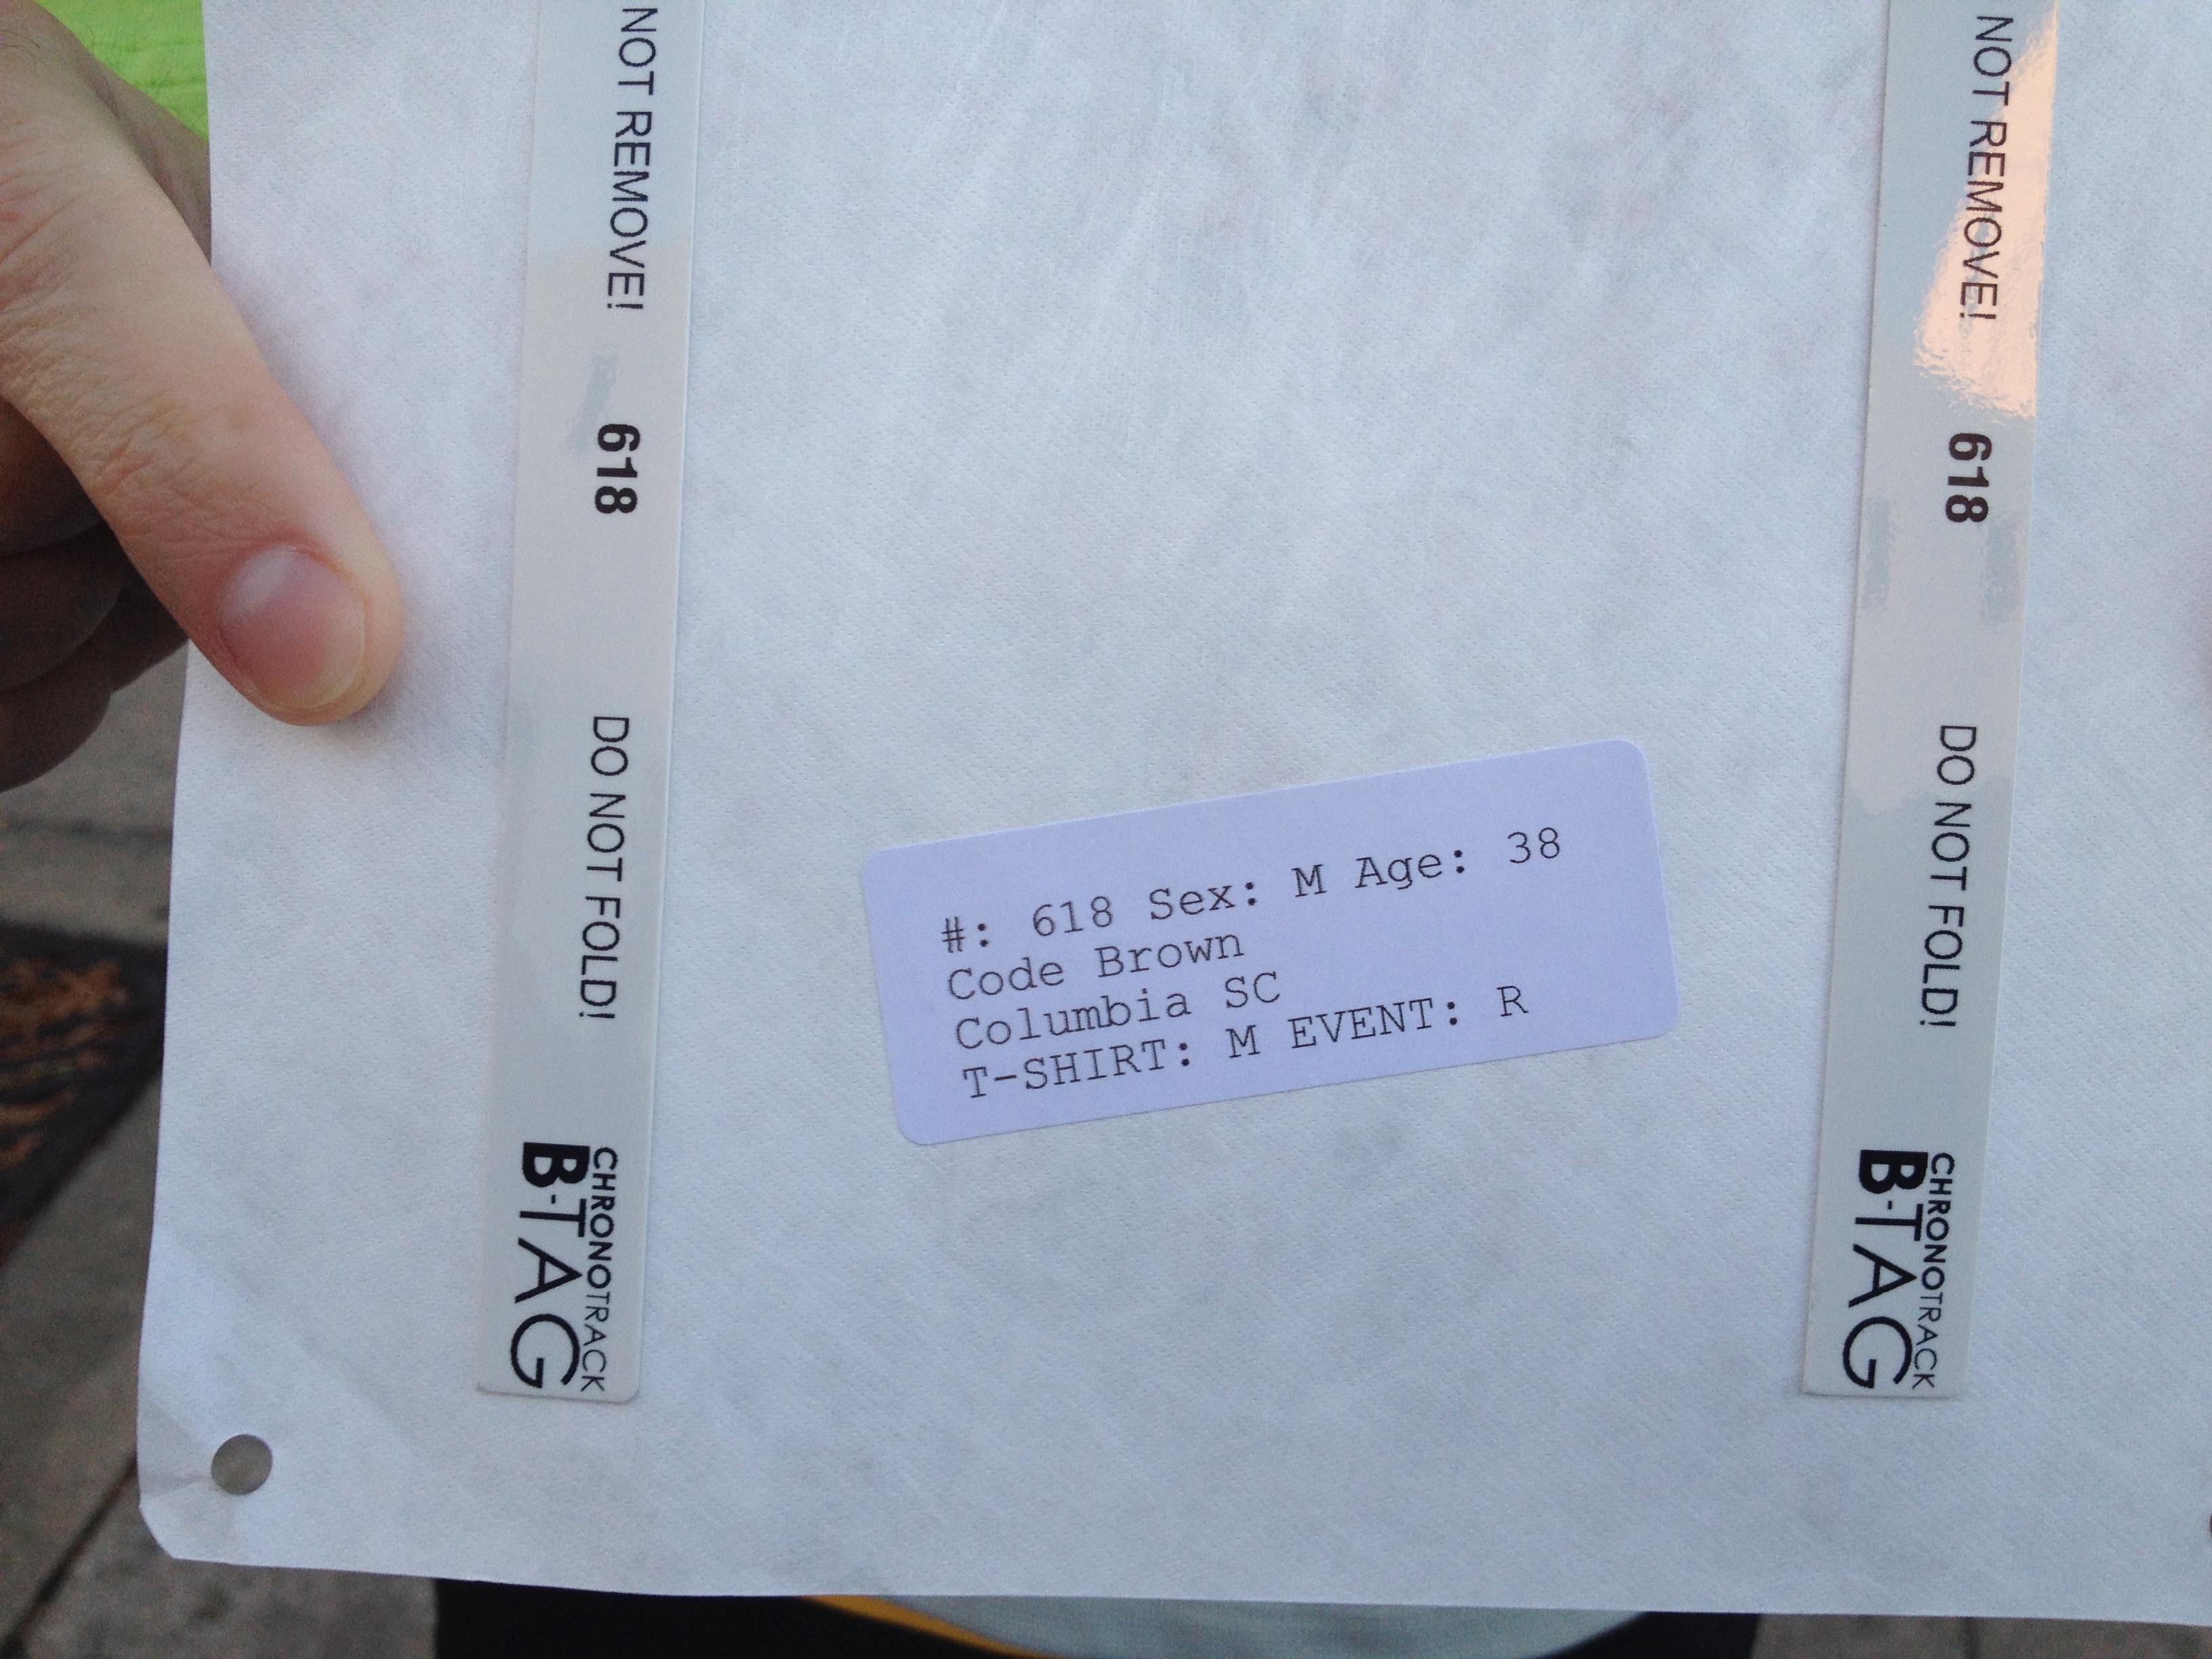 NOT REMOVE!
618
DO NOT FOLD!
CHRONOTRACK
B-TAG
#: 618 Sex: M Age: 38
Code Brown
Columbia SC
T-SHIRT: M EVENT: R
NOT REMOVE!
618
DO NOT FOLD!
CHRONOTRACK
B-TAG